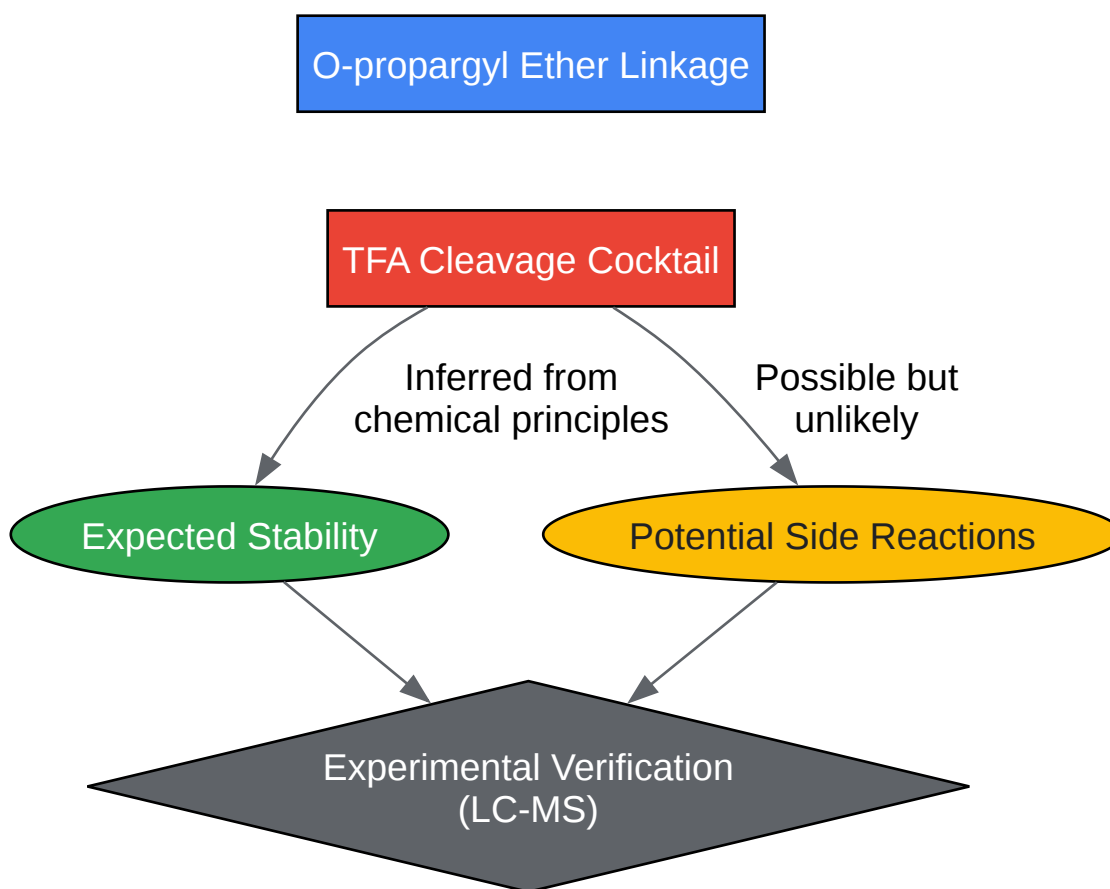 O-propargyl Ether Linkage
TFA Cleavage Cocktail
Inferred from
chemical principles
Possible but
unlikely
Expected Stability
Potential Side Reactions
Experimental Verification
(LC-MS)